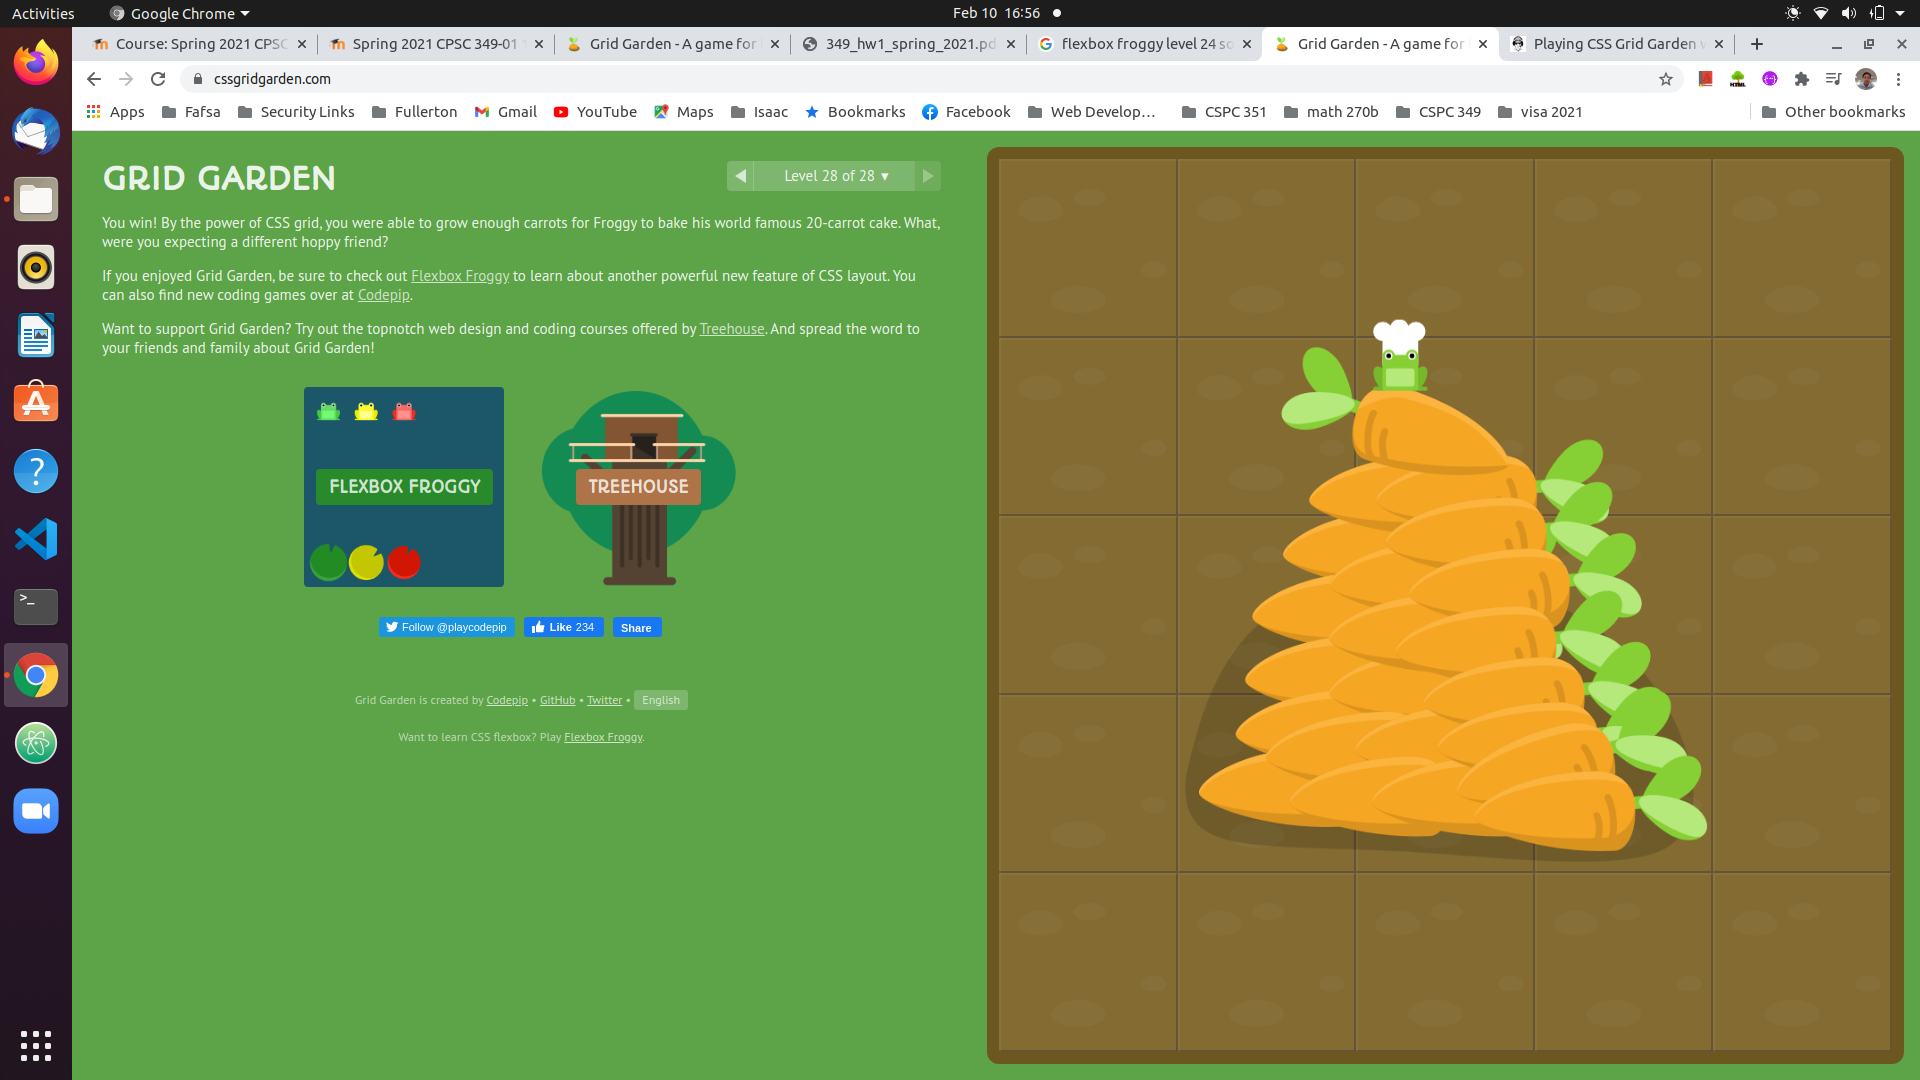 Activities
Google Chrome
Feb 10 16:56
Course: Spring 2021 CPSC
Spring 2021 CPSC 349-01
Grid Garden - A game for
349_hw1_spring_2021.pd
flexbox froggy level 24 so
Grid Garden - A game for
Playing CSS Grid Garden
cssgridgarden.com
Apps
Fafsa
Security Links
Fullerton
Gmail
YouTube
Maps
Isaac
Bookmarks
Facebook
Web Develop...
CSPC 351
math 270b
CSPC 349
visa 2021
Other bookmarks
GRID GARDEN
Level 28 of 28 ▾
You win! By the power of CSS grid, you were able to grow enough carrots for Froggy to bake his world famous 20-carrot cake. What,
were you expecting a different hoppy friend?
If you enjoyed Grid Garden, be sure to check out Flexbox Froggy to learn about another powerful new feature of CSS layout. You
can also find new coding games over at Codepip.
Want to support Grid Garden? Try out the topnotch web design and coding courses offered by Treehouse. And spread the word to
your friends and family about Grid Garden!
FLEXBOX FROGGY
TREEHOUSE
Follow @playcodepip
Like 234
Share
Grid Garden is created by Codepip • GitHub • Twitter • English
Want to learn CSS flexbox? Play Flexbox Froggy.